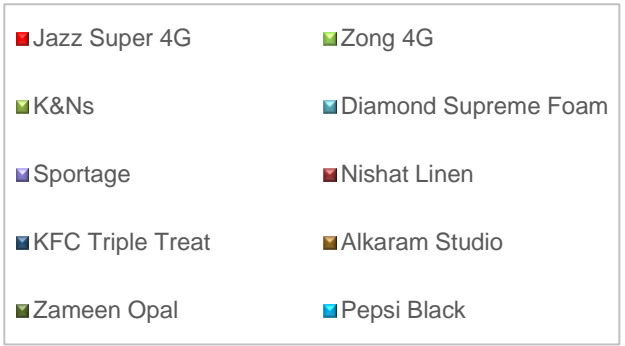 Jazz Super 4G
Zong 4G
K&Ns
Diamond Supreme Foam
Sportage
Nishat Linen
KFC Triple Treat
Alkaram Studio
Zameen Opal
Pepsi Black